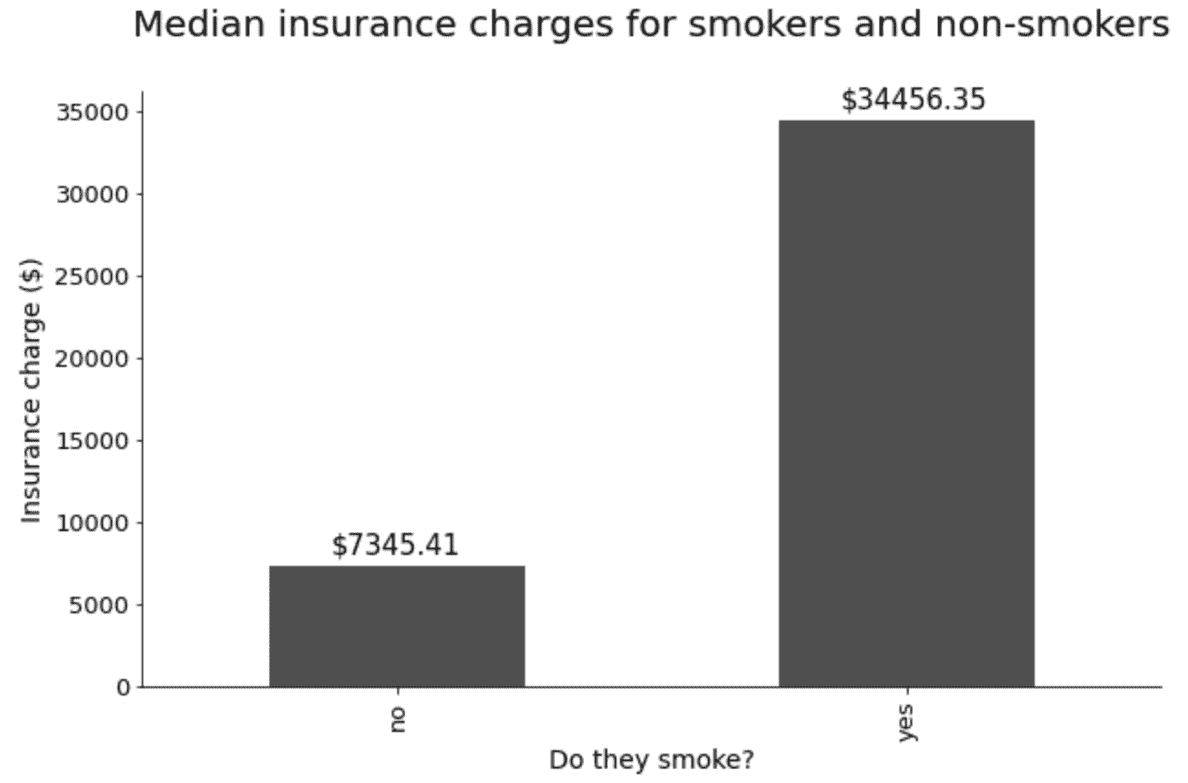 Median insurance charges for smokers and non-smokers
Insurance charge ($)
35000
30000
25000
20000
15000
10000
5000
0
$7345.41
$34456.35
no
yes
Do they smoke?